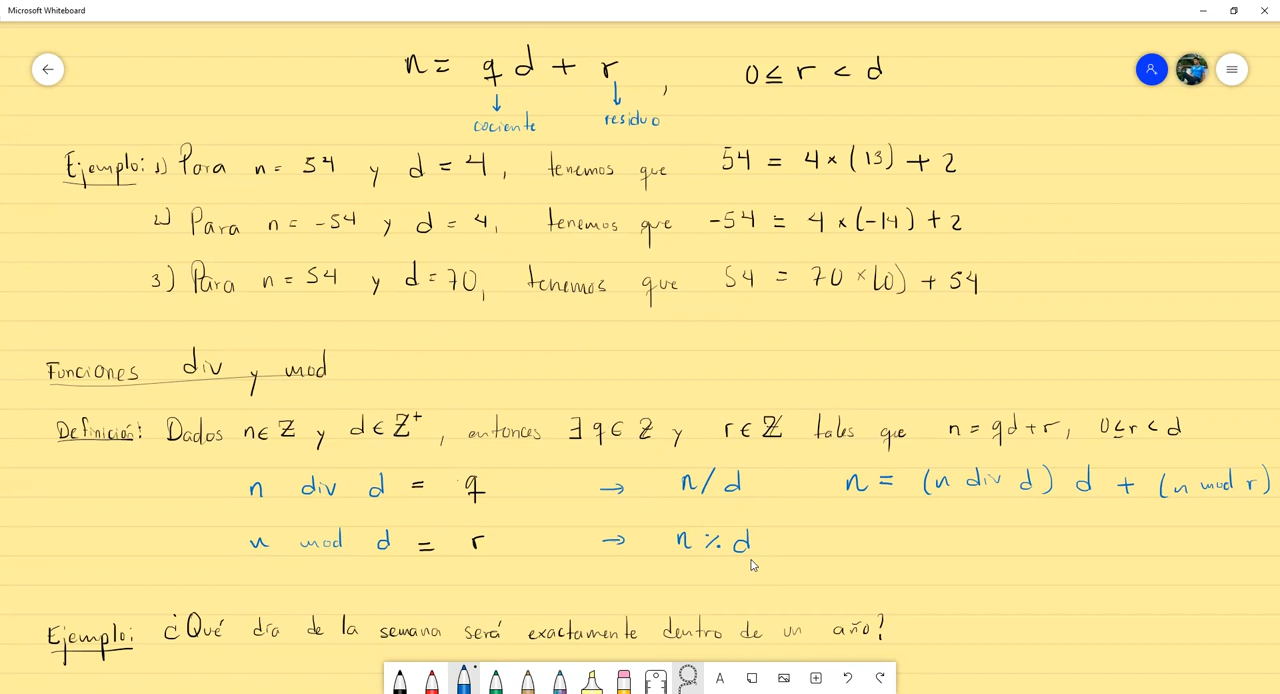 Microsoft Whiteboard
n = q d + r , 0 ≤ r < d
cociente residuo
Ejemplo: 1) Para n = 54 y d = 4, tenemos que 54 = 4 × (13) + 2
2) Para n = -54 y d = 4, tenemos que -54 = 4 × (-14) + 2
3) Para n = 54 y d = 70, tenemos que 54 = 70 × (0) + 54
Funciones div y mod
Definición: Dados n ∈ Z y d ∈ Z⁺, entonces ∃ q ∈ Z y r ∈ Z tales que n = qd + r, 0 ≤ r < d
n div d = q → n/d n = (n div d) d + (n mod r)
n mod d = r → n % d
Ejemplo: ¿Qué día de la semana será exactamente dentro de un año?
A